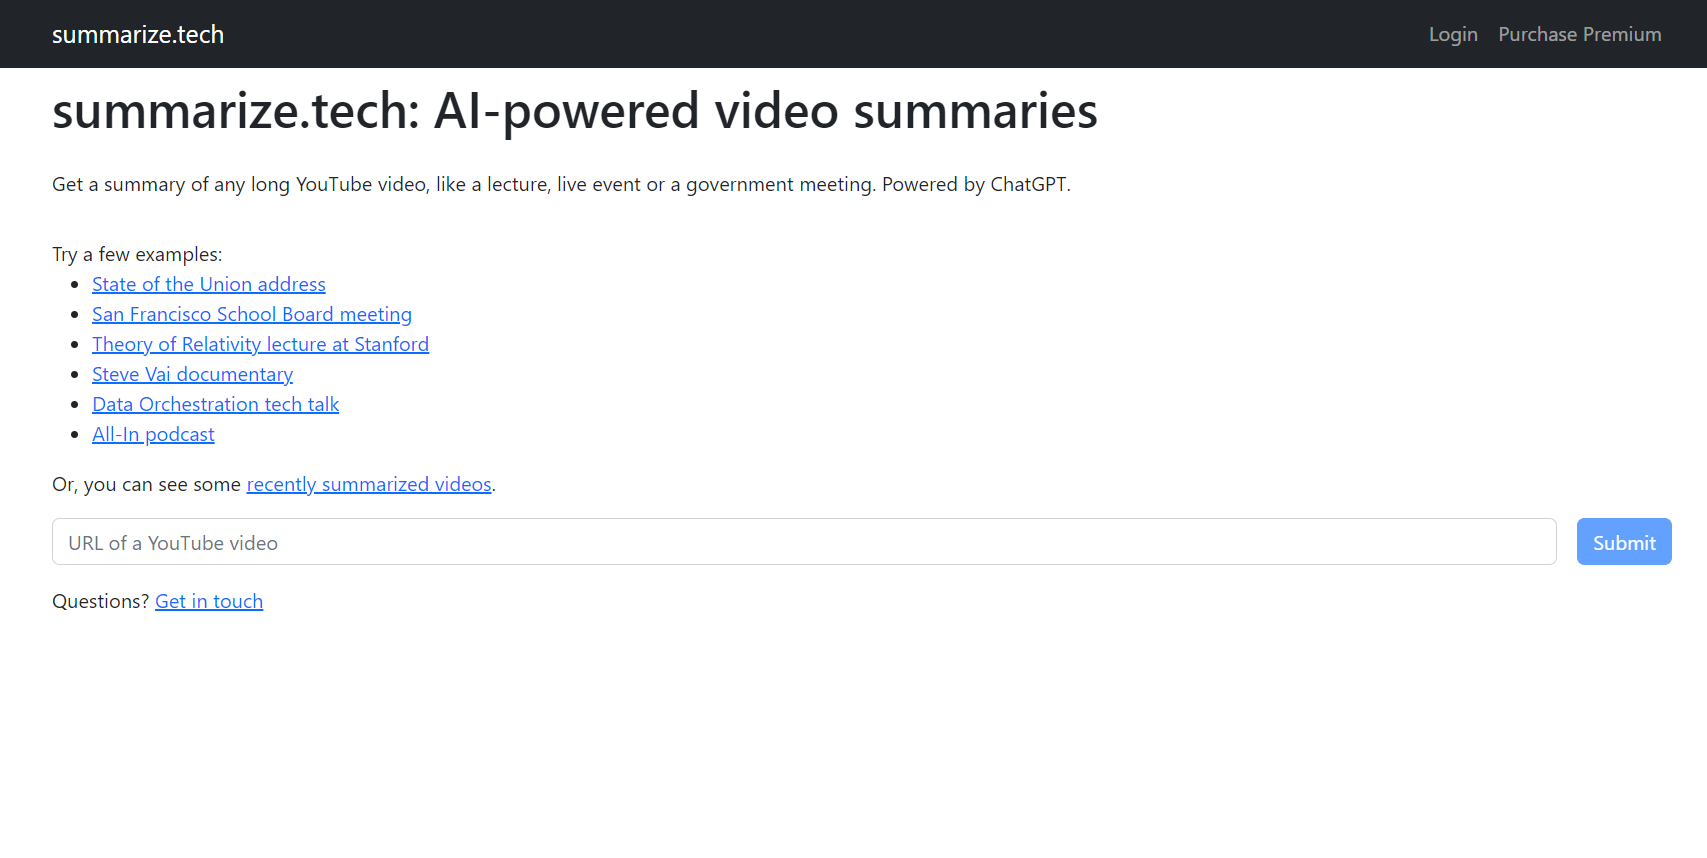 summarize.tech
Login
Purchase Premium
summarize.tech: AI-powered video summaries
Get a summary of any long YouTube video, like a lecture, live event or a government meeting. Powered by ChatGPT.
Try a few examples:
State of the Union address
San Francisco School Board meeting
Theory of Relativity lecture at Stanford
Steve Vai documentary
Data Orchestration tech talk
All-In podcast
Or, you can see some recently summarized videos.
URL of a YouTube video
Submit
Questions? Get in touch